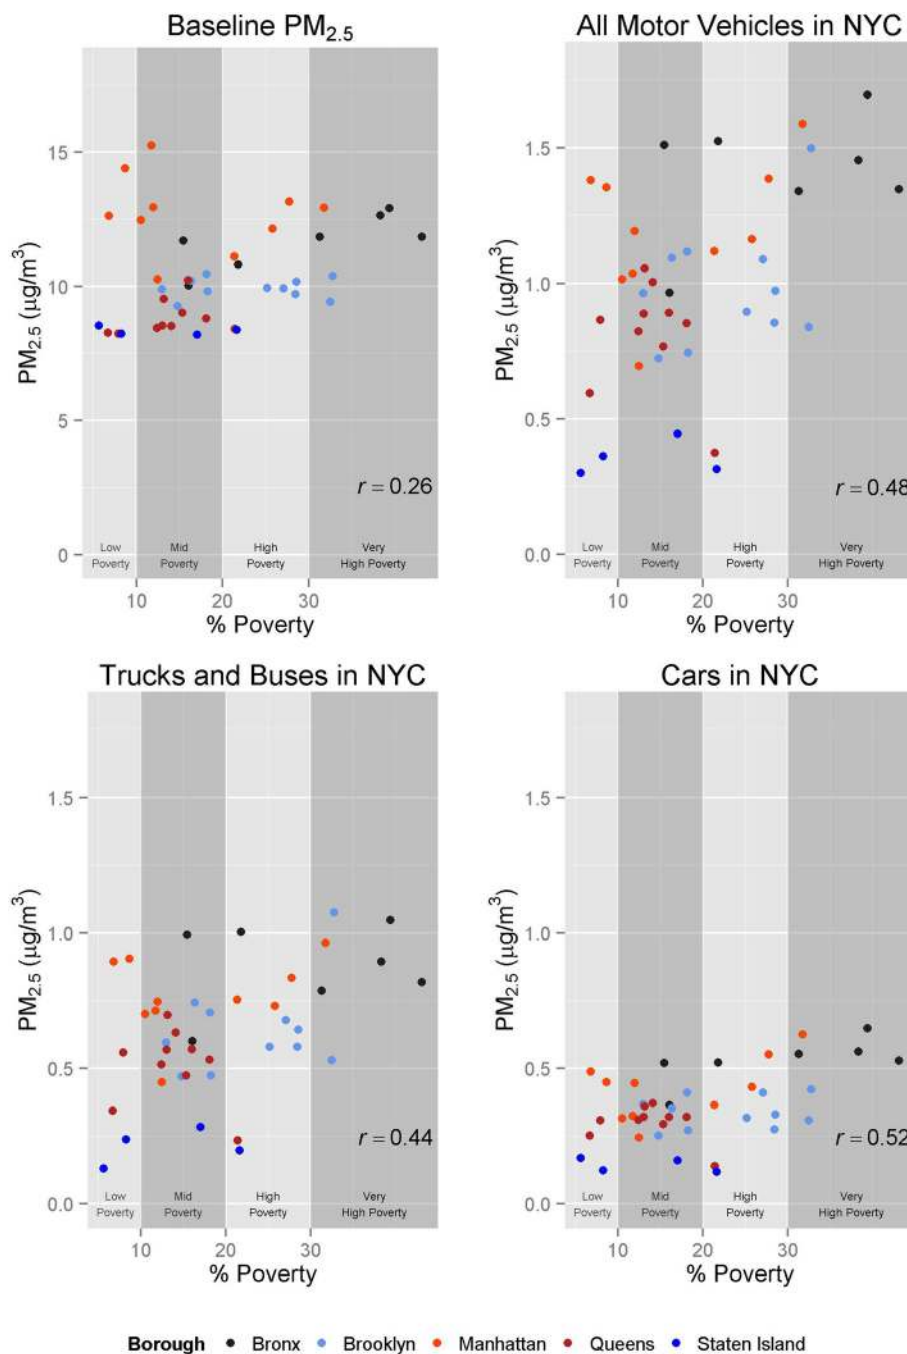 Baseline PM2.5
All Motor Vehicles in NYC
PM2.5 (μg/m3)
15
10
5
0
r = 0.26
Low Poverty
Mid Poverty
High Poverty
Very High Poverty
10
20
30
% Poverty
PM2.5 (μg/m3)
1.5
1.0
0.5
0.0
r = 0.48
Low Poverty
Mid Poverty
High Poverty
Very High Poverty
10
20
30
% Poverty
Trucks and Buses in NYC
Cars in NYC
PM2.5 (μg/m3)
1.5
1.0
0.5
0.0
r = 0.44
Low Poverty
Mid Poverty
High Poverty
Very High Poverty
10
20
30
% Poverty
PM2.5 (μg/m3)
1.5
1.0
0.5
0.0
r = 0.52
Low Poverty
Mid Poverty
High Poverty
Very High Poverty
10
20
30
% Poverty
Borough Bronx Brooklyn Manhattan Queens Staten Island